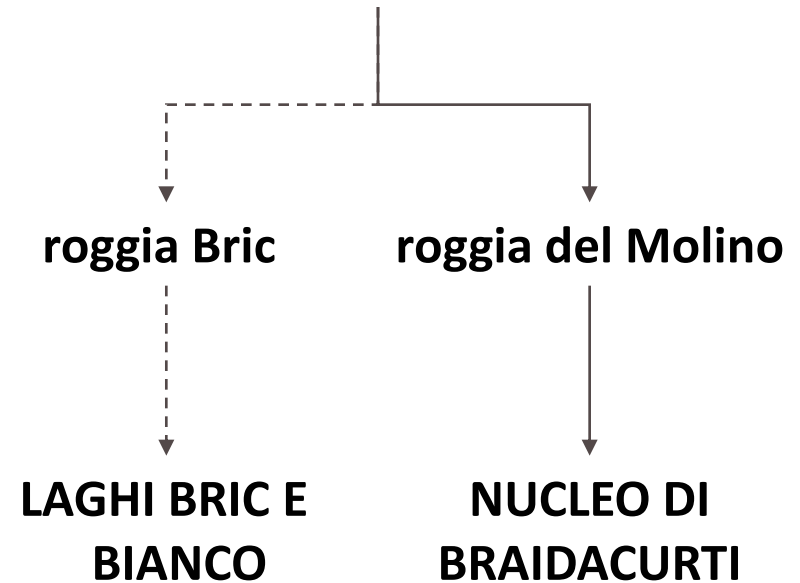 roggia Bric
roggia del Molino
LAGHI BRIC E
BIANCO
NUCLEO DI
BRAIDACURTI